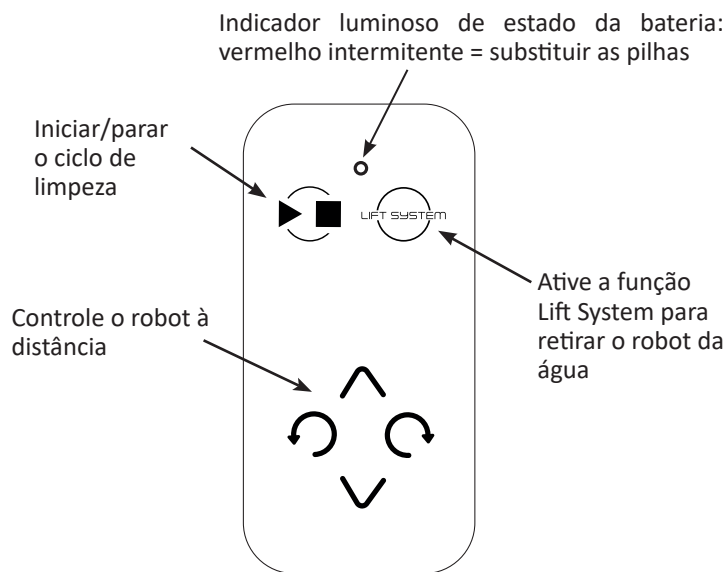 Indicador luminoso de estado da bateria:
vermelho intermitente = substituir as pilhas
Iniciar/parar
o ciclo de
limpeza
LIFT SYSTEM
Ative a função
Lift System para
retirar o robot da
água
Controle o robot à
distância